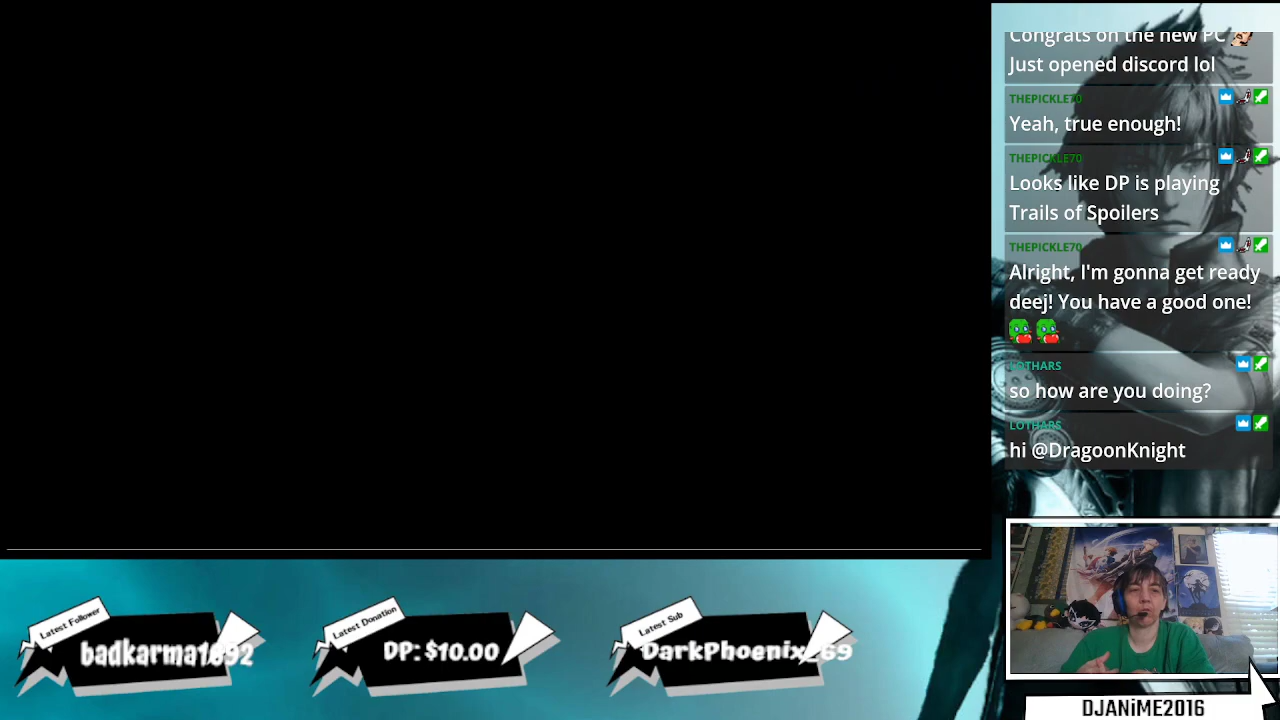 Congrats on the new PC
Just opened discord lol
THEPICKLE70
Yeah, true enough!
THEPICKLE70
Looks like DP is playing
Trails of Spoilers
THEPICKLE70
Alright, I'm gonna get ready
deej! You have a good one!
LOTHARS
so how are you doing?
LOTHARS
hi @DragoonKnight
Latest Follower
badkarma1692
Latest Donation
DP: $10.00
Latest Sub
DarkPhoenix_69
DJANiME2016